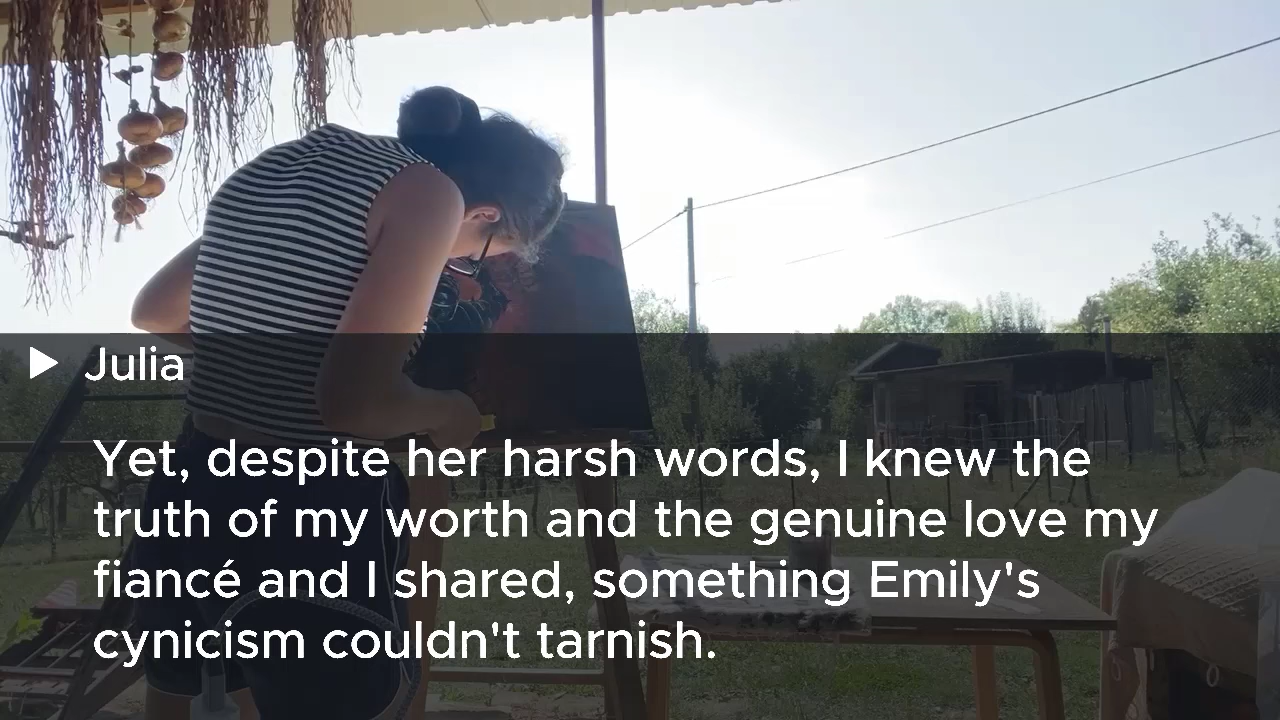 Julia
Yet, despite her harsh words, I knew the
truth of my worth and the genuine love my
fiancé and I shared, something Emily's
cynicism couldn't tarnish.